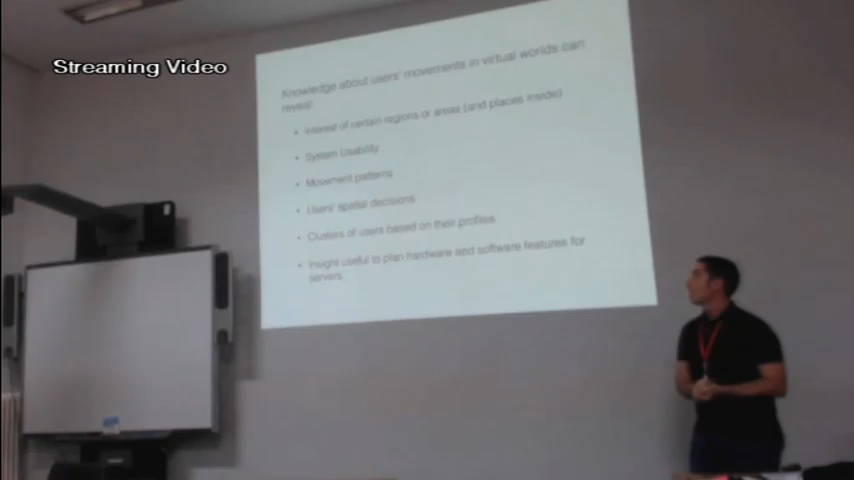 Streaming Video
Knowledge about users' movements in virtual worlds can
reveal:
• Interest of certain regions or areas (and places inside)
• System Usability
• Movement patterns
• Users' spatial decisions
• Clusters of users based on their profiles
• Insight useful to plan hardware and software features for
servers.